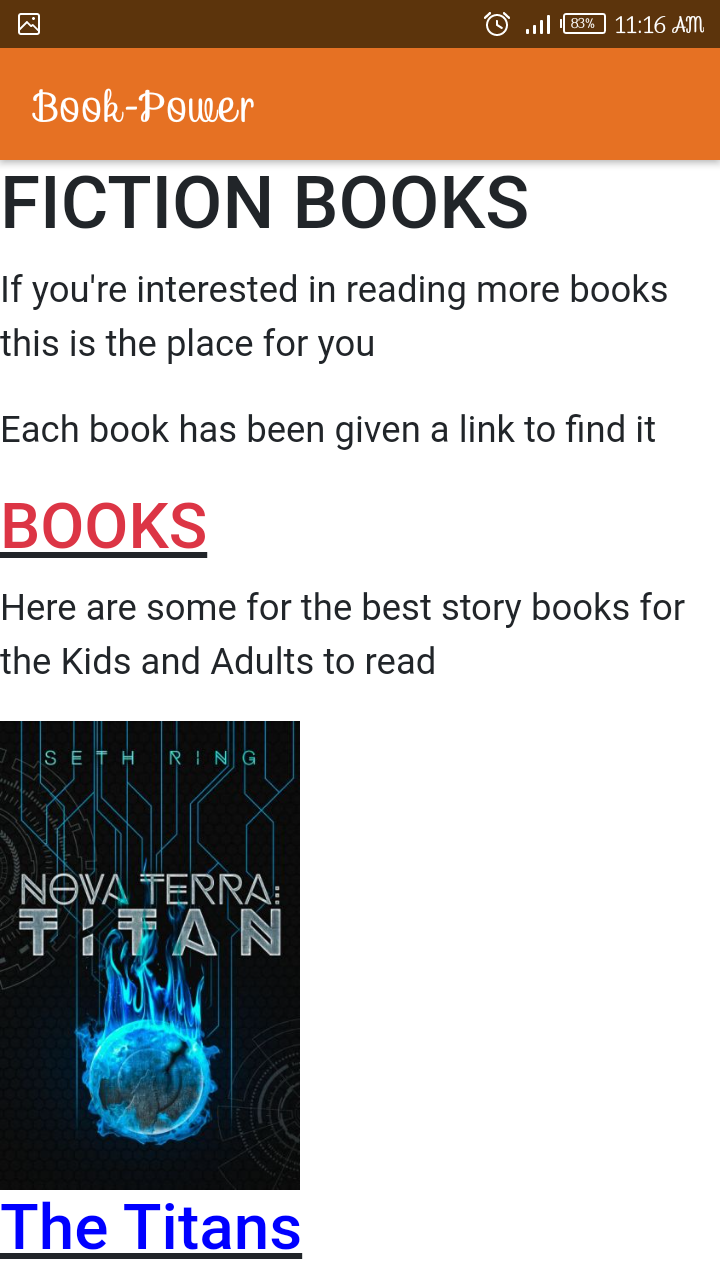 83% 11:16 AM
Book-Power
FICTION BOOKS
If you're interested in reading more books
this is the place for you
Each book has been given a link to find it
BOOKS
Here are some for the best story books for
the Kids and Adults to read
SETH RING
NOVA TERRA:
TITAN
The Titans